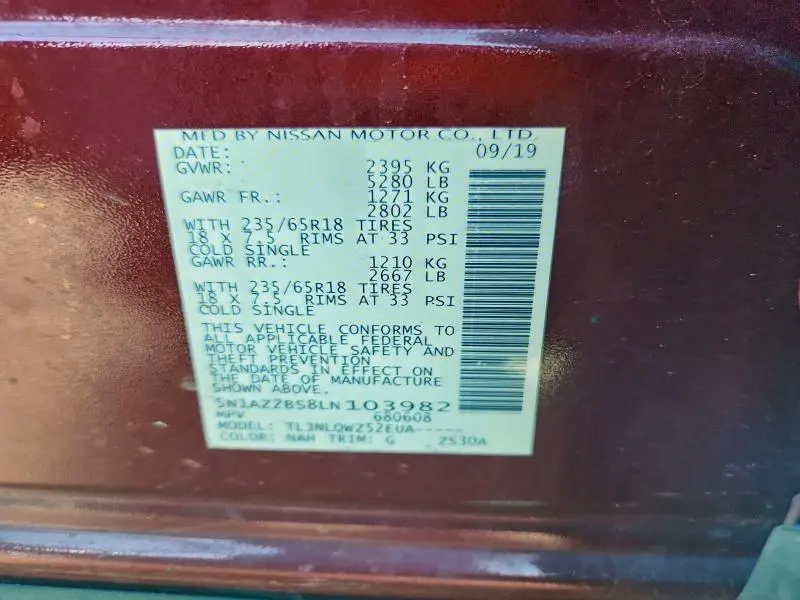 MFD BY NISSAN MOTOR CO., LTD.
DATE: 09/19
GVWR: 2395 KG
5280 LB
GAWR FR.: 1271 KG
2802 LB
WITH 235/65R18 TIRES
18 X 7.5 RIMS AT 33 PSI
COLD SINGLE
GAWR RR.: 1210 KG
2667 LB
WITH 235/65R18 TIRES
18 X 7.5 RIMS AT 33 PSI
COLD SINGLE
THIS VEHICLE CONFORMS TO
ALL APPLICABLE FEDERAL
MOTOR VEHICLE SAFETY AND
THEFT PREVENTION
STANDARDS IN EFFECT ON
THE DATE OF MANUFACTURE
SHOWN ABOVE.
5N1AZ2BS8LN103982
MPV 680608
MODEL: TL3NLQWZ52EUA-----
COLOR: NAH TRIM: G 2S30A